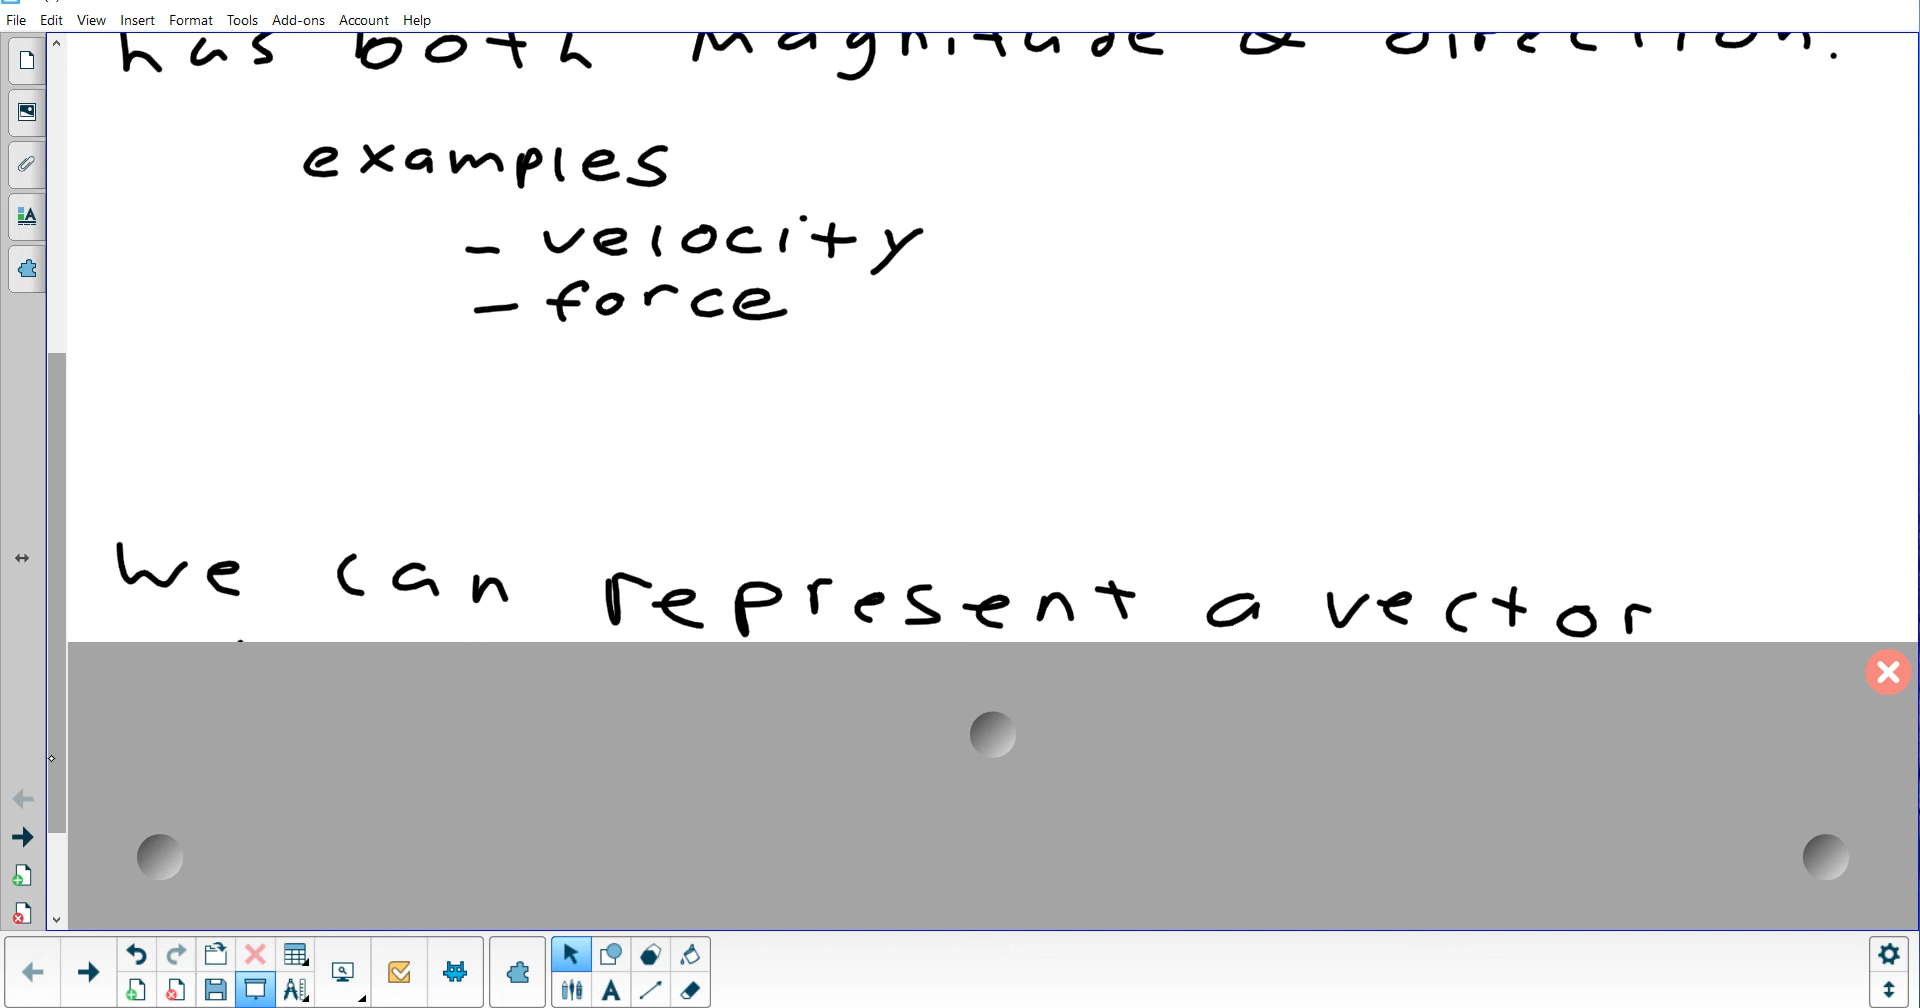 File Edit View Insert Format Tools Add-ons Account Help
has both magnitude & direction.
examples
- velocity
- force
We can represent a vector